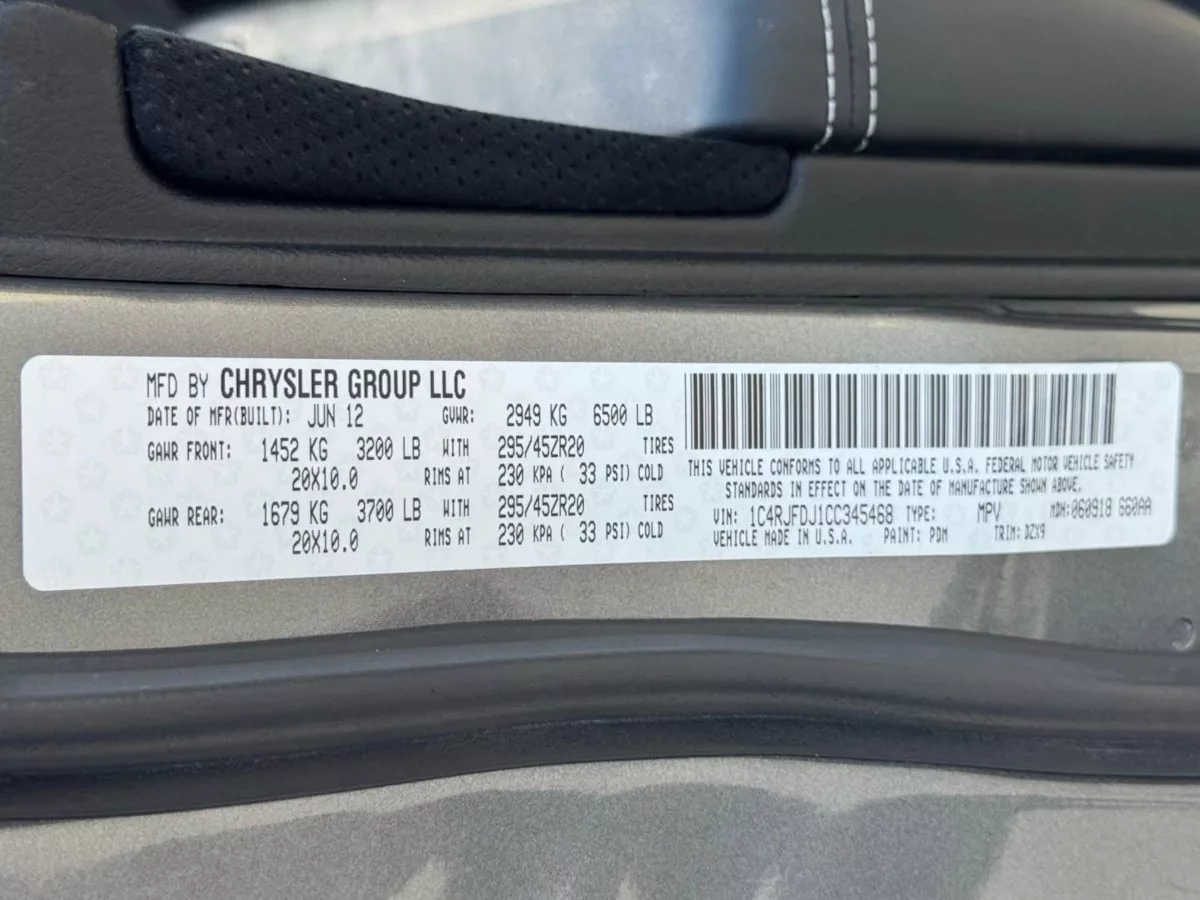 MFD BY CHRYSLER GROUP LLC
DATE OF MFR(BUILT): JUN 12 GVWR: 2949 KG 6500 LB
GAWR FRONT: 1452 KG 3200 LB WITH 295/45ZR20 TIRES
20X10.0 RIMS AT 230 KPA ( 33 PSI) COLD
GAWR REAR: 1679 KG 3700 LB WITH 295/45ZR20 TIRES
20X10.0 RIMS AT 230 KPA ( 33 PSI) COLD
THIS VEHICLE CONFORMS TO ALL APPLICABLE U.S.A. FEDERAL MOTOR VEHICLE SAFETY
STANDARDS IN EFFECT ON THE DATE OF MANUFACTURE SHOWN ABOVE.
VIN: 1C4RJFDJ1CC345468 TYPE: MPV MDH:060918 660AA
VEHICLE MADE IN U.S.A. PAINT: PDM TRIM: DZX9